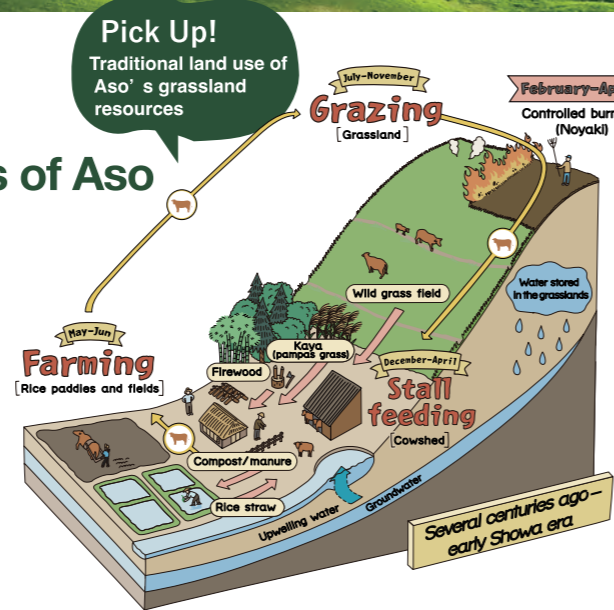 Pick Up!
Traditional land use of
Aso's grassland
resources
s of Aso
July-November
Grazing
[Grassland]
February-Ap
Controlled burn
(Noyaki)
Water stored
in the grasslands
Wild grass field
Kaya
(pampas grass)
Firewood
May-Jun
Farming
[Rice paddies and fields]
December-April
Stall
feeding
[Cowshed]
Compost/manure
Rice straw
Upwelling water
Groundwater
Several centuries ago–
early Showa era